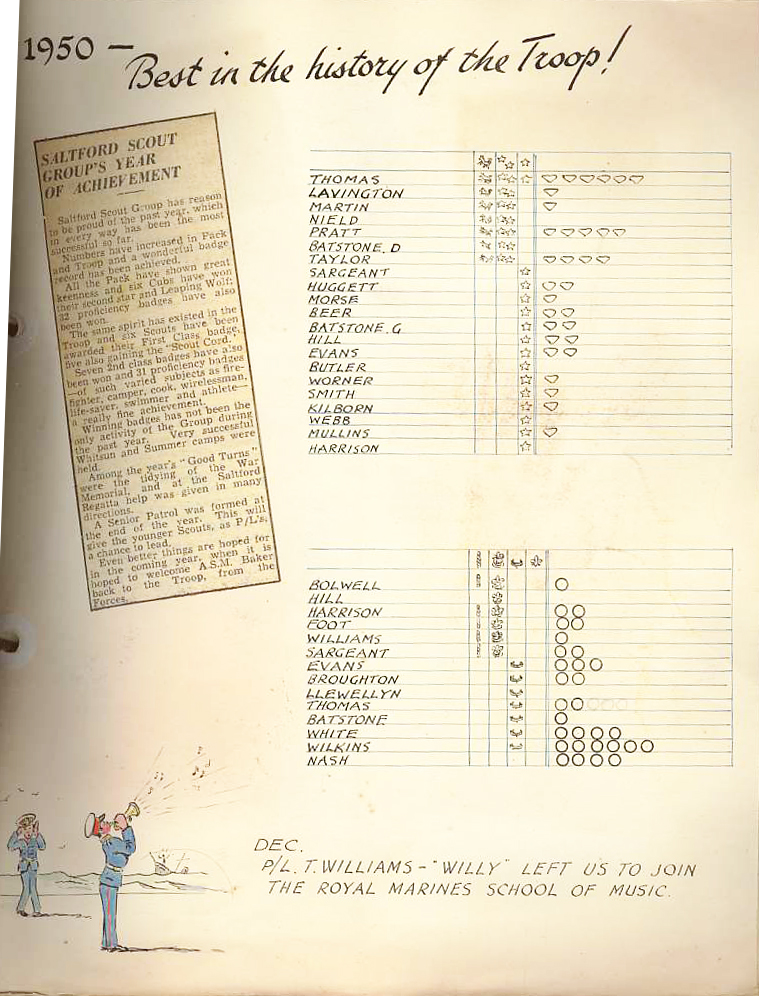 1950 —
Best in the history of the Troop!
SALTFORD SCOUT
GROUP'S YEAR
OF ACHIEVEMENT
Saltford Scout Group has reason
to be proud of the past year, which
in every way has been the most
successful so far.
Numbers have increased in Pack
and Troop and a wonderful badge
record has been achieved.
All the Pack have shown great
keenness and six Cubs have won
their second star and Leaping Wolf;
32 proficiency badges have also
been won.
The same spirit has existed in the
Troop and six Scouts have been
awarded their First Class badge,
five also gaining the "Scout Cord."
Seven 2nd class badges have also
been won and 31 proficiency badges
—of such varied subjects as fire-
fighter, camper, cook, wirelessman,
life-saver, swimmer and athlete—
a really fine achievement.
Winning badges has not been the
only activity of the Group during
the past year. Very successful
Whitsun and Summer camps were
held.
Among the year's "Good Turns"
were the tidying of the War
Memorial, and at the Saltford
Regatta help was given in many
directions.
A Senior Patrol was formed at
the end of the year. This will
give the younger Scouts, as P/L's,
a chance to lead.
Even better things are hoped for
in the coming year, when it is
hoped to welcome A.S.M. Baker
back to the Troop, from the
Forces.
THOMAS
LAVINGTON
MARTIN
NIELD
PRATT
BATSTONE. D
TAYLOR
SARGEANT
HUGGETT
MORSE
BEER
BATSTONE. G
HILL
EVANS
BUTLER
WORNER
SMITH
KILBORN
WEBB
MULLINS
HARRISON
BOLWELL
HILL
HARRISON
FOOT
WILLIAMS
SARGEANT
EVANS
BROUGHTON
LLEWELLYN
THOMAS
BATSTONE
WHITE
WILKINS
NASH
DEC.
P/L. T. WILLIAMS - "WILLY" LEFT US TO JOIN
THE ROYAL MARINES SCHOOL OF MUSIC.